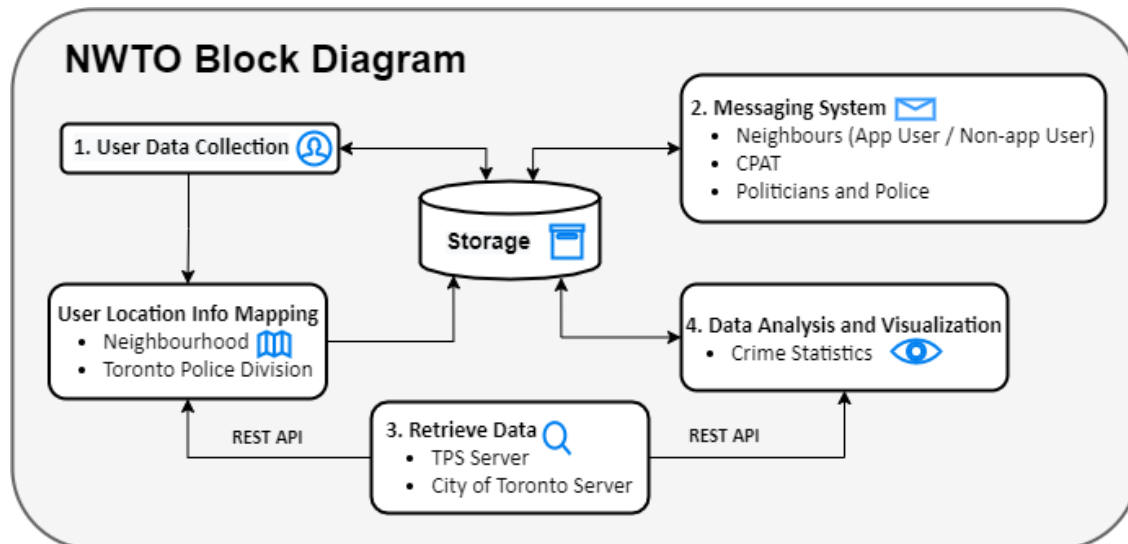 NWTO Block Diagram
1. User Data Collection
2. Messaging System
• Neighbours (App User / Non-app User)
• CPAT
• Politicians and Police
Storage
User Location Info Mapping
• Neighbourhood
• Toronto Police Division
4. Data Analysis and Visualization
• Crime Statistics
REST API
3. Retrieve Data
• TPS Server
• City of Toronto Server
REST API